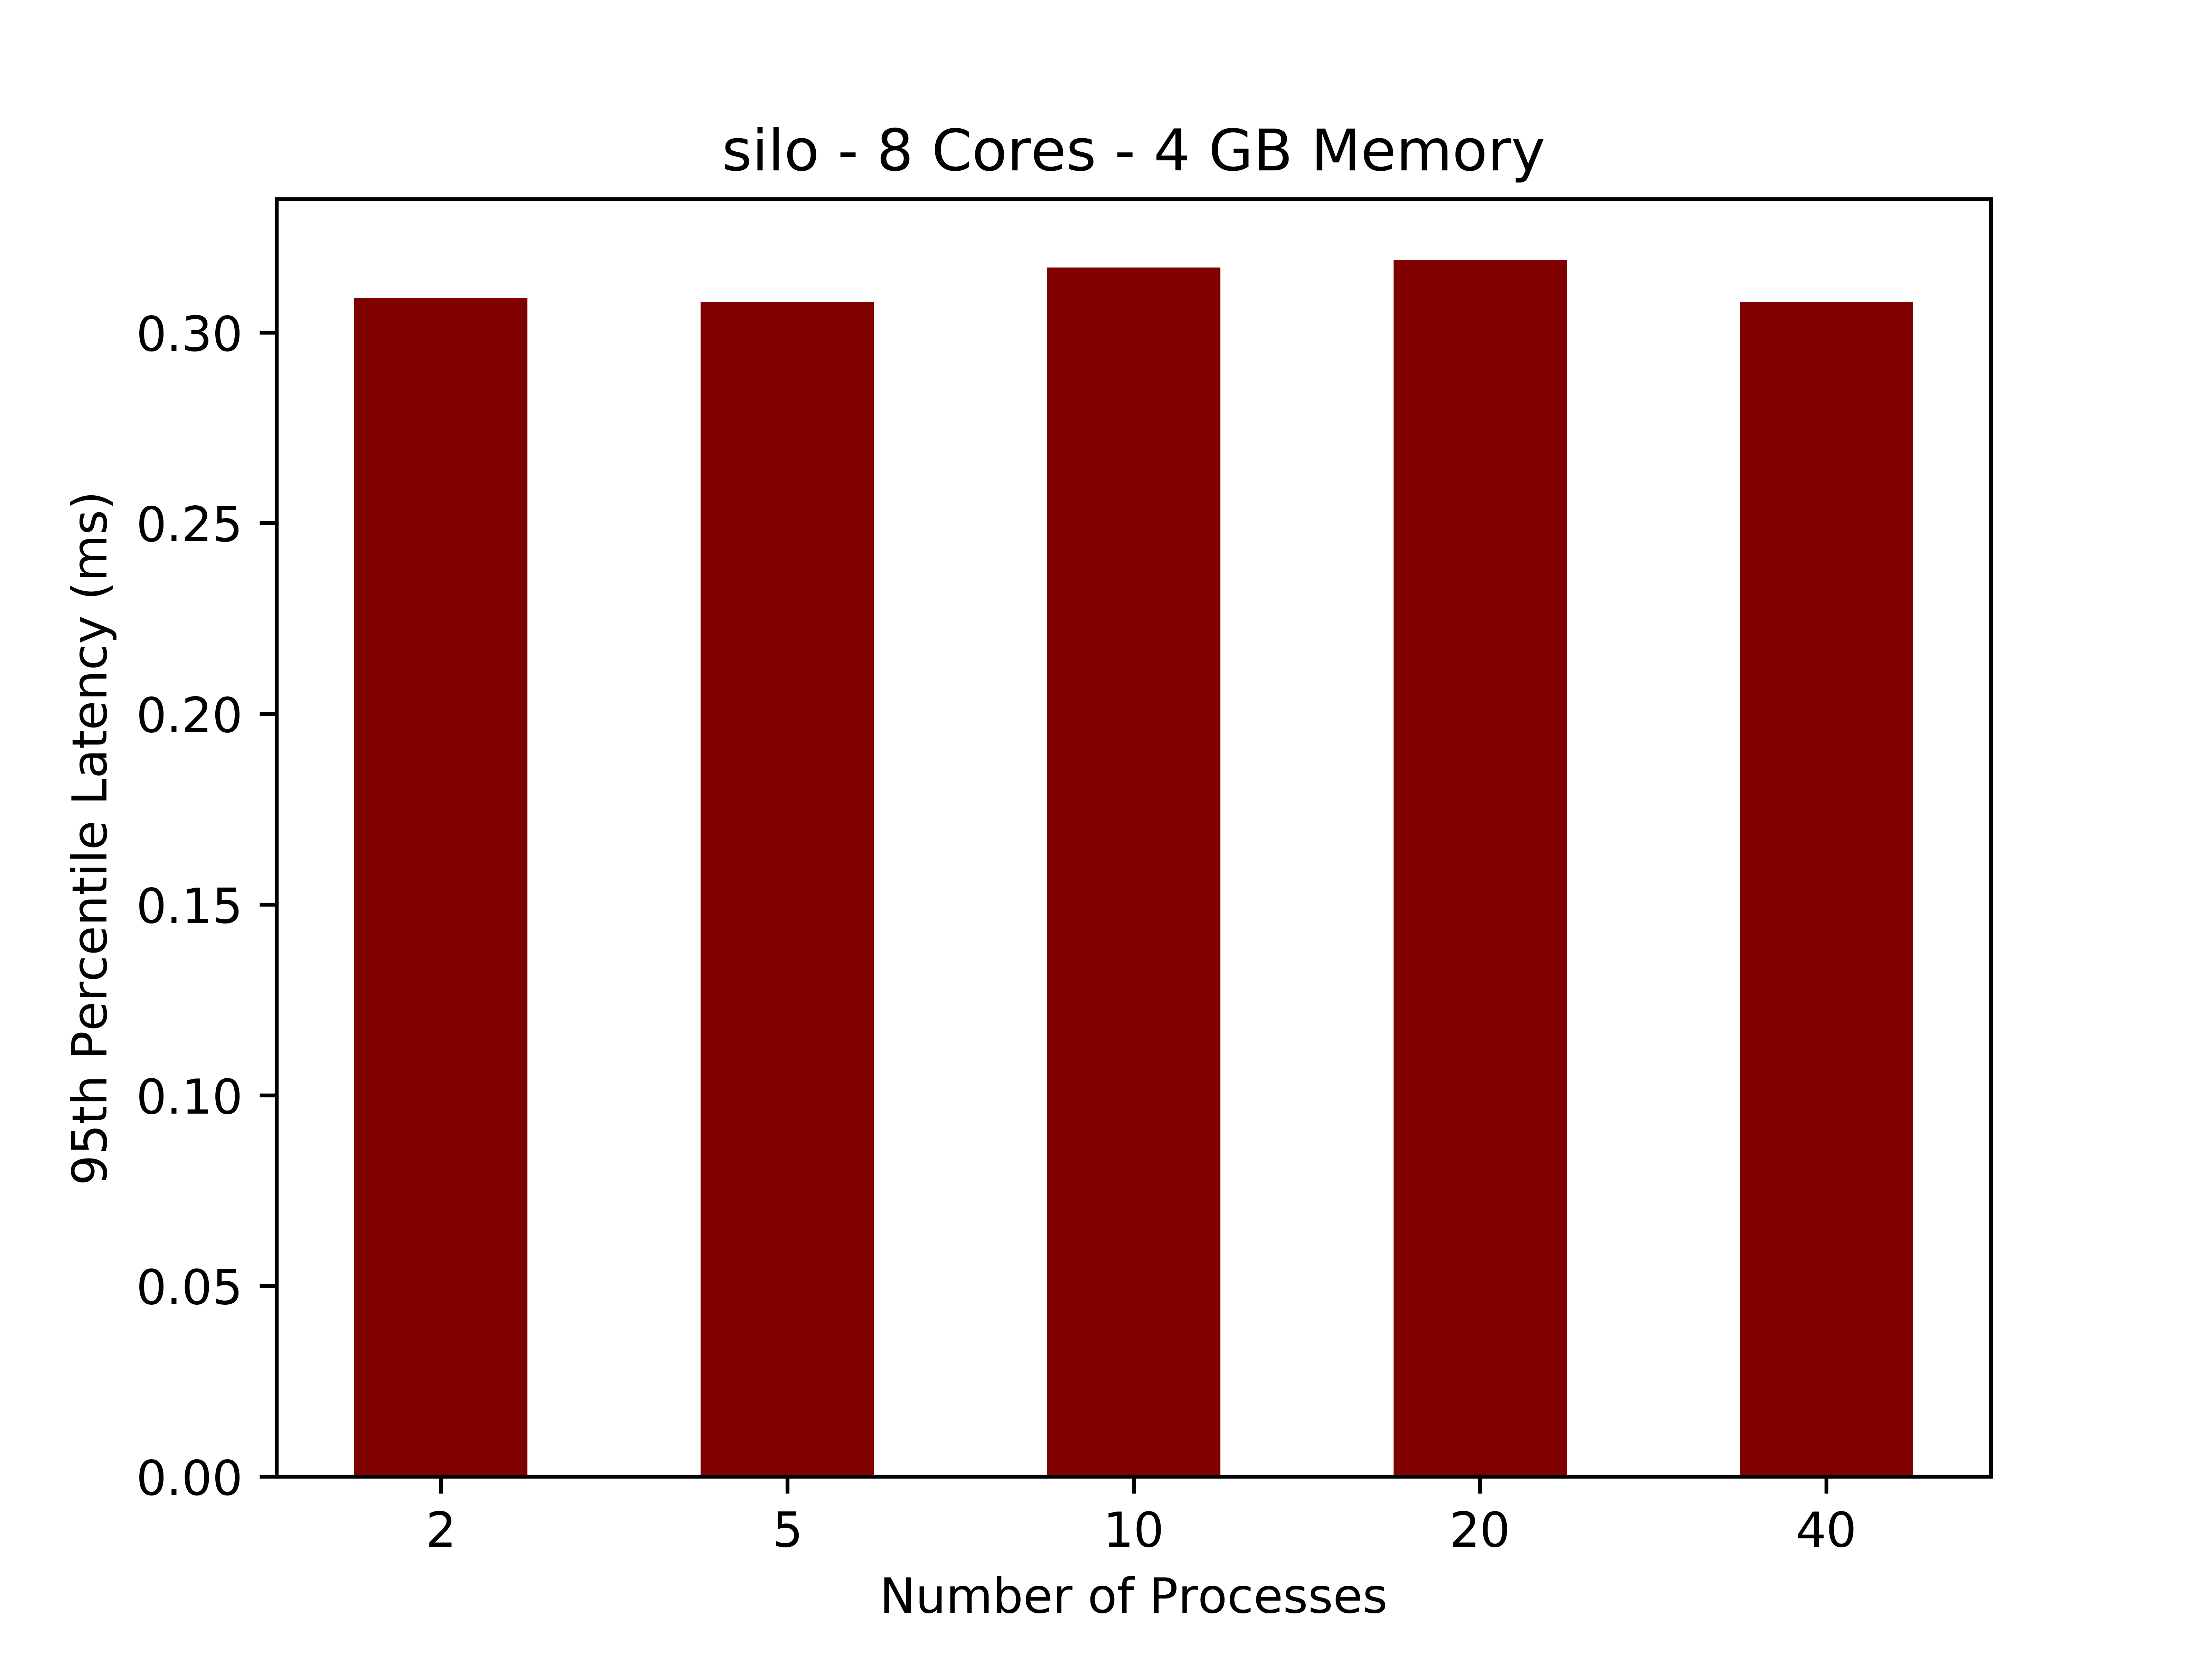 silo - 8 Cores - 4 GB Memory
95th Percentile Latency (ms)
0.30
0.25
0.20
0.15
0.10
0.05
0.00
2 5 10 20 40
Number of Processes